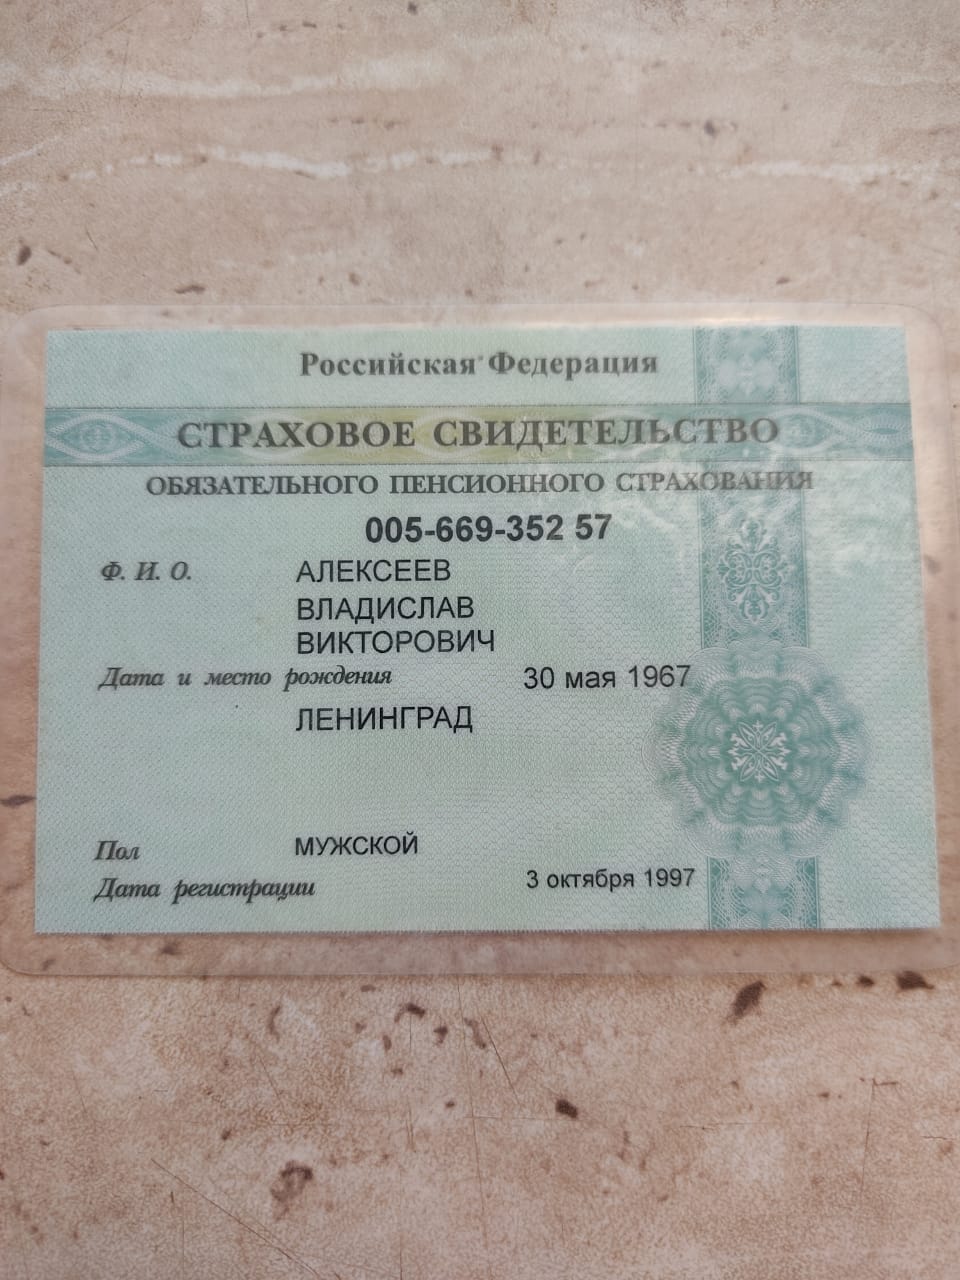 Российская Федерация
СТРАХОВОЕ СВИДЕТЕЛЬСТВО
ОБЯЗАТЕЛЬНОГО ПЕНСИОННОГО СТРАХОВАНИЯ
005-669-352 57
Ф. И. О. АЛЕКСЕЕВ
ВЛАДИСЛАВ
ВИКТОРОВИЧ
Дата и место рождения 30 мая 1967
ЛЕНИНГРАД
Пол МУЖСКОЙ
Дата регистрации 3 октября 1997